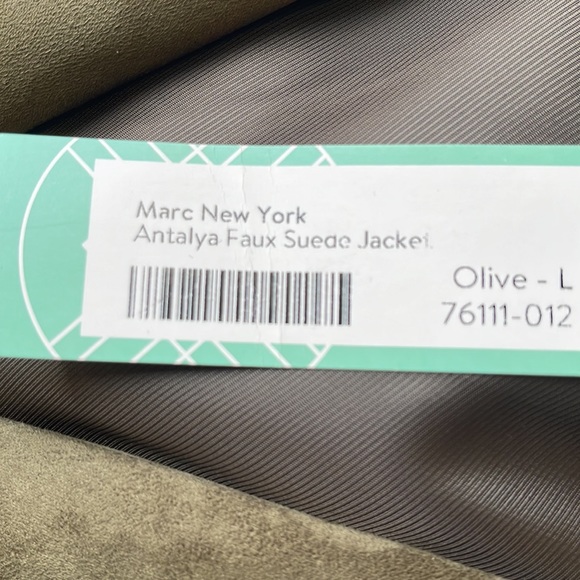 Marc New York
Antalya Faux Suede Jacket
Olive - L
76111-012